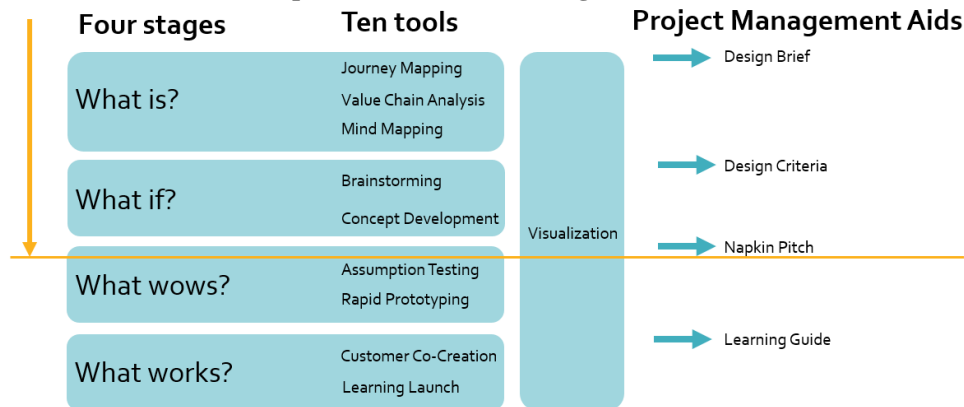 Four stages
Ten tools
Project Management Aids
What is?
Journey Mapping
Value Chain Analysis
Mind Mapping
What if?
Brainstorming
Concept Development
What wows?
Assumption Testing
Rapid Prototyping
What works?
Customer Co-Creation
Learning Launch
Visualization
Design Brief
Design Criteria
Napkin Pitch
Learning Guide